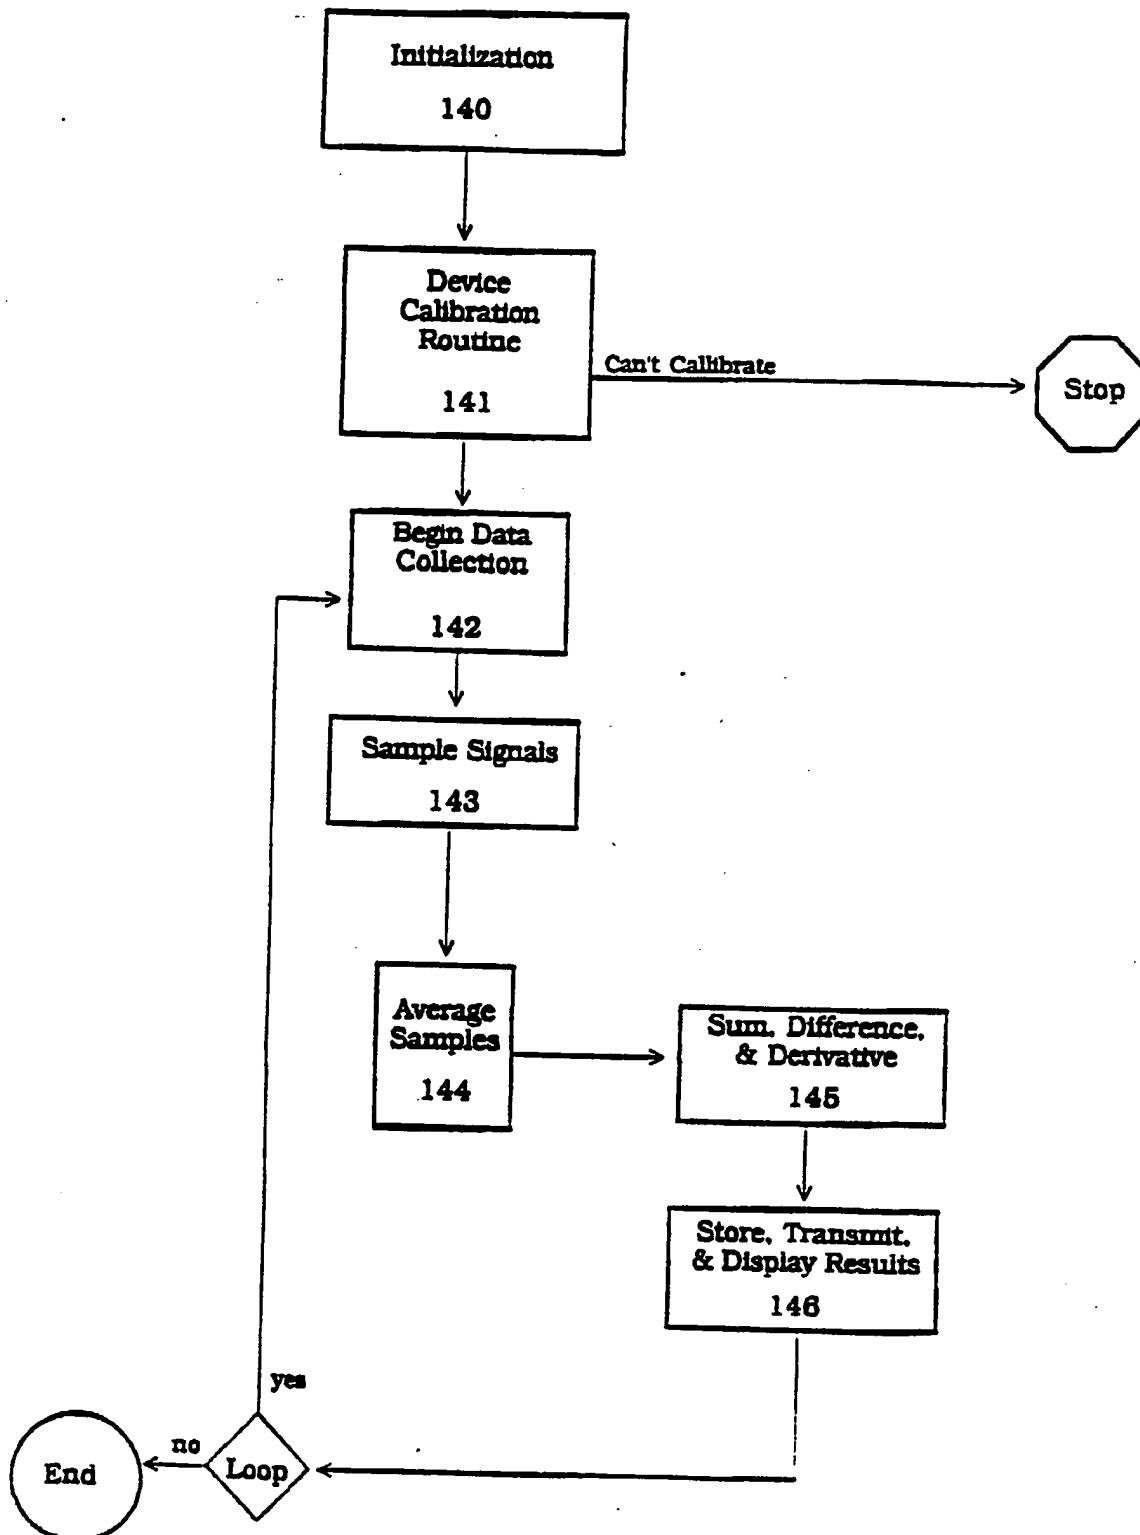 Initialization
140
Device
Calibration
Routine
141
Can't Callibrate
Stop
Begin Data
Collection
142
Sample Signals
143
Average
Samples
144
Sum, Difference,
& Derivative
145
Store, Transmit,
& Display Results
146
yes
no
Loop
End